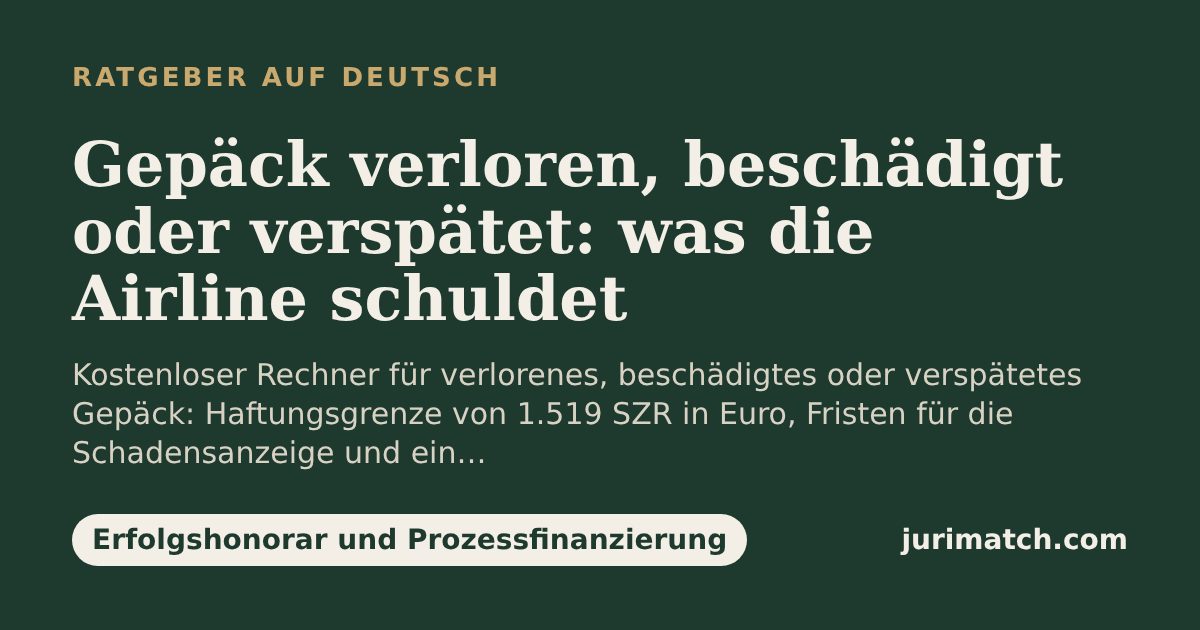 RATGEBER AUF DEUTSCH
Gepäck verloren, beschädigt
oder verspätet: was die
Airline schuldet
Kostenloser Rechner für verlorenes, beschädigtes oder verspätetes
Gepäck: Haftungsgrenze von 1.519 SZR in Euro, Fristen für die
Schadensanzeige und ein…
Erfolgshonorar und Prozessfinanzierung
jurimatch.com